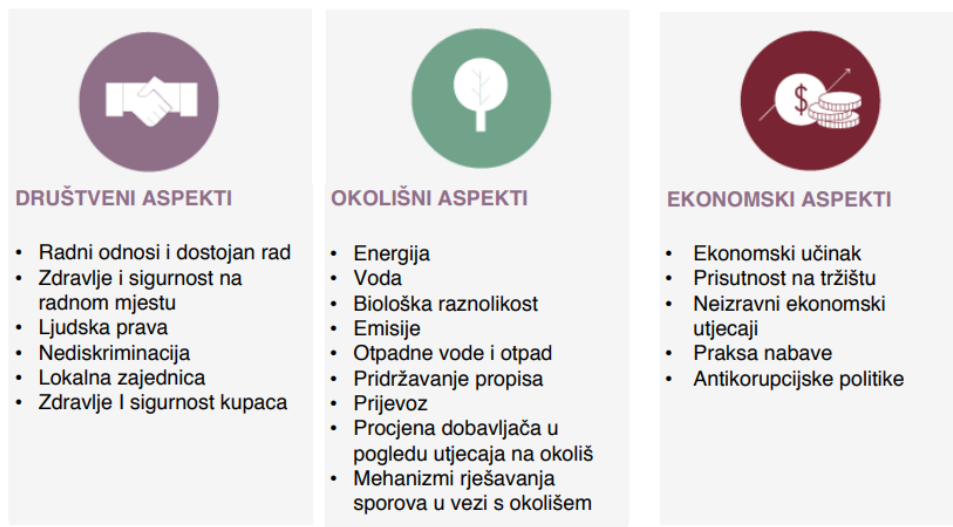 DRUŠTVENI ASPEKTI
• Radni odnosi i dostojan rad
• Zdravlje i sigurnost na
radnom mjestu
• Ljudska prava
• Nediskriminacija
• Lokalna zajednica
• Zdravlje I sigurnost kupaca
OKOLIŠNI ASPEKTI
• Energija
• Voda
• Biološka raznolikost
• Emisije
• Otpadne vode i otpad
• Pridržavanje propisa
• Prijevoz
• Procjena dobavljača u
pogledu utjecaja na okoliš
• Mehanizmi rješavanja
sporova u vezi s okolišem
$
EKONOMSKI ASPEKTI
• Ekonomski učinak
• Prisutnost na tržištu
• Neizravni ekonomski
utjecaji
• Praksa nabave
• Antikorupcijske politike